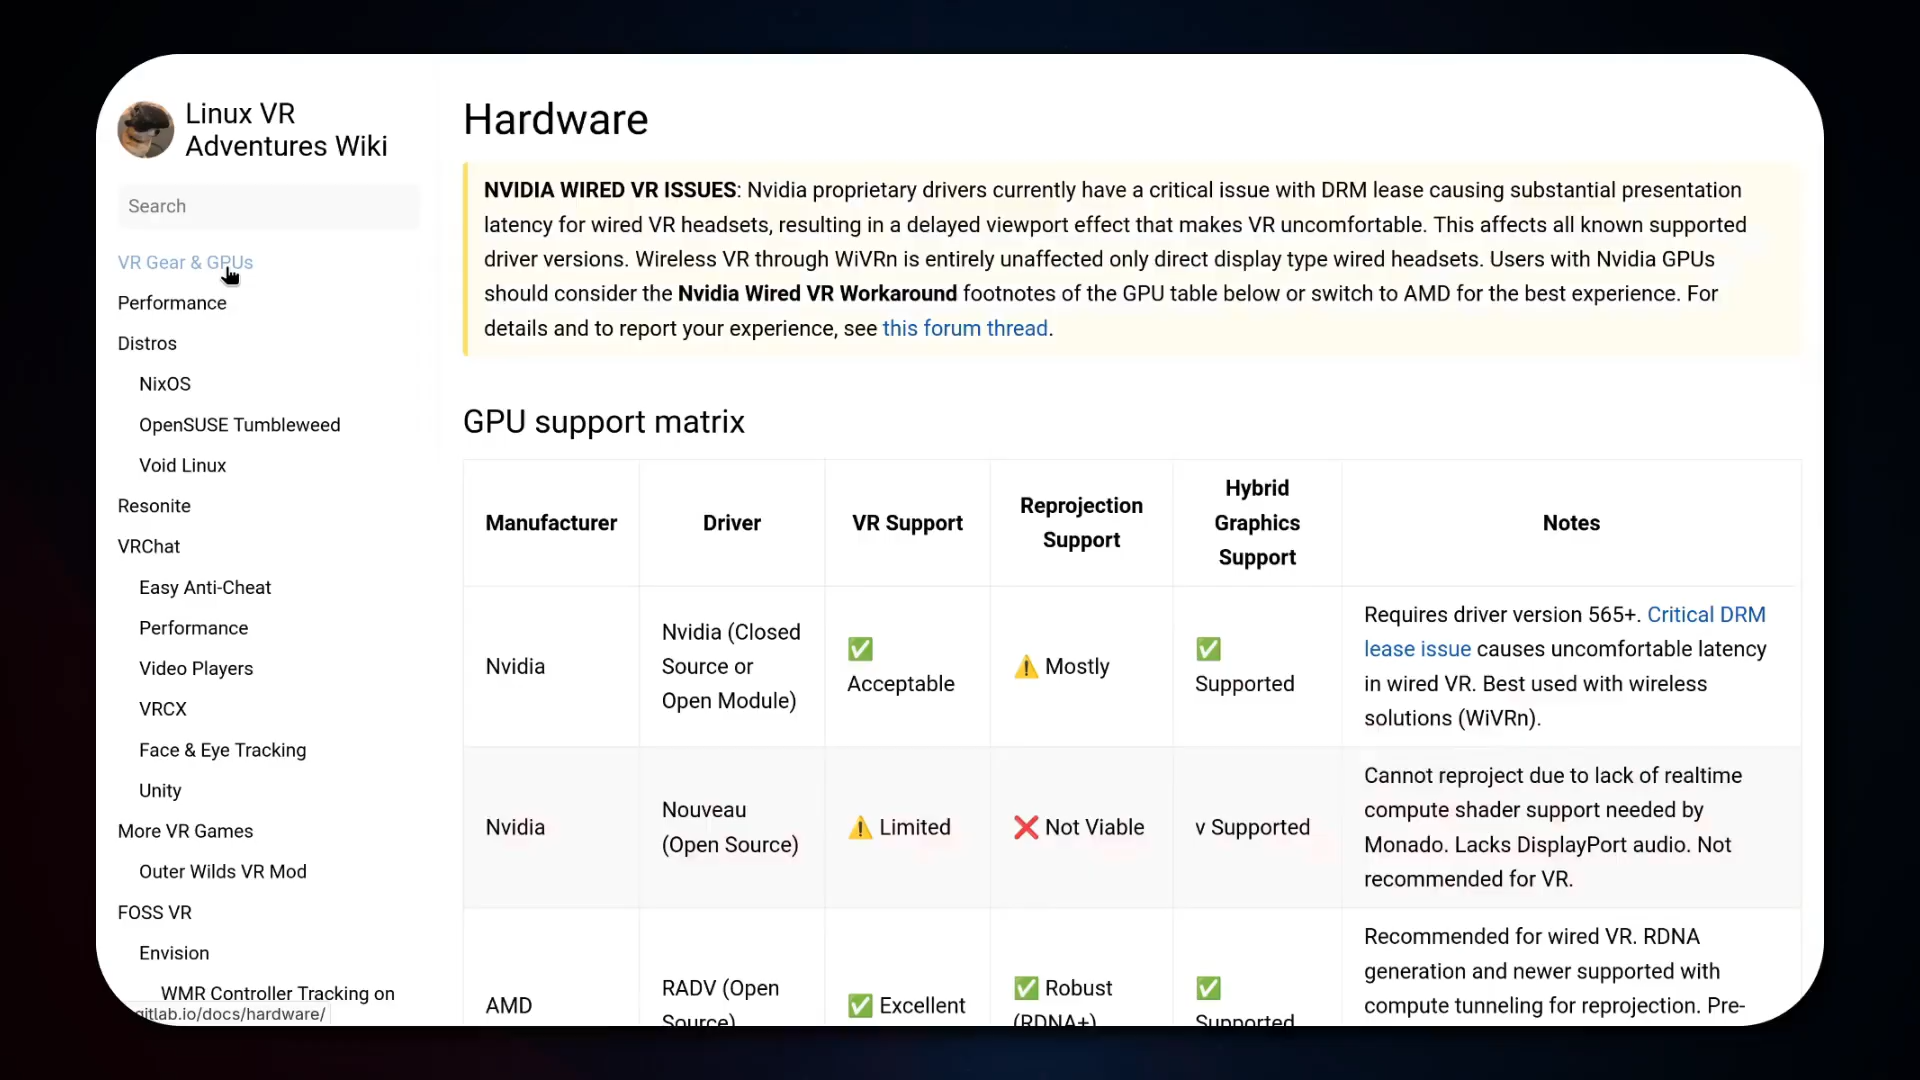 Linux VR
Adventures Wiki
Search
VR Gear & GPUs
Performance
Distros
NixOS
OpenSUSE Tumbleweed
Void Linux
Resonite
VRChat
Easy Anti-Cheat
Performance
Video Players
VRCX
Face & Eye Tracking
Unity
More VR Games
Outer Wilds VR Mod
FOSS VR
Envision
WMR Controller Tracking on
gitlab.io/docs/hardware/
Hardware
NVIDIA WIRED VR ISSUES: Nvidia proprietary drivers currently have a critical issue with DRM lease causing substantial presentation
latency for wired VR headsets, resulting in a delayed viewport effect that makes VR uncomfortable. This affects all known supported
driver versions. Wireless VR through WiVRn is entirely unaffected only direct display type wired headsets. Users with Nvidia GPUs
should consider the Nvidia Wired VR Workaround footnotes of the GPU table below or switch to AMD for the best experience. For
details and to report your experience, see this forum thread.
GPU support matrix
Manufacturer
Driver
VR Support
Reprojection
Support
Hybrid
Graphics
Support
Notes
Nvidia
Nvidia (Closed
Source or
Open Module)
✅
Acceptable
⚠️ Mostly
✅
Supported
Requires driver version 565+. Critical DRM
lease issue causes uncomfortable latency
in wired VR. Best used with wireless
solutions (WiVRn).
Nvidia
Nouveau
(Open Source)
⚠️ Limited
❌ Not Viable
v Supported
Cannot reproject due to lack of realtime
compute shader support needed by
Monado. Lacks DisplayPort audio. Not
recommended for VR.
AMD
RADV (Open
Source)
✅ Excellent
✅ Robust
(RDNA+)
✅
Supported
Recommended for wired VR. RDNA
generation and newer supported with
compute tunneling for reprojection. Pre-